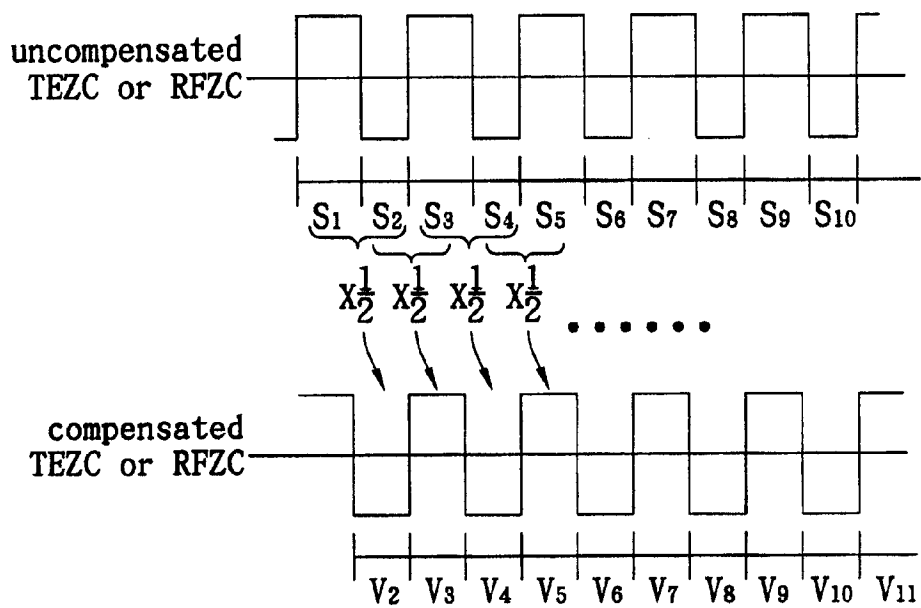 uncompensated
TEZC or RFZC
S1 S2 S3 S4 S5 S6 S7 S8 S9 S10
X1/2 X1/2 X1/2 X1/2
compensated
TEZC or RFZC
V2 V3 V4 V5 V6 V7 V8 V9 V10 V11